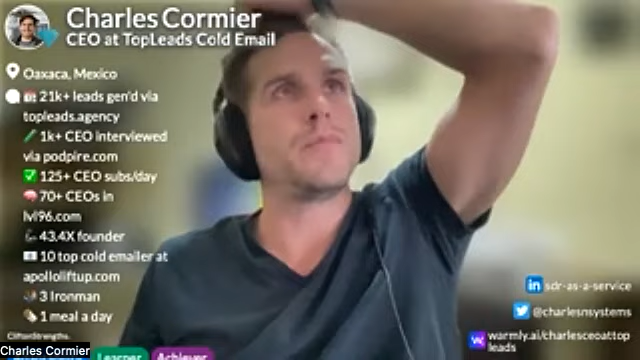 Charles Cormier
CEO at TopLeads Cold Email
Oaxaca, Mexico
21k+ leads gen'd via
topleads.agency
1k+ CEO interviewed
via podpire.com
125+ CEO subs/day
70+ CEOs in
lvl96.com
43.4X founder
10 top cold emailer at
apolloliftup.com
3 Ironman
1 meal a day
CliftonStrengths
Learner
Achiever
sdr-as-a-service
@charlesnsystems
warmly.ai/charlesceoattop
leads
Charles Cormier